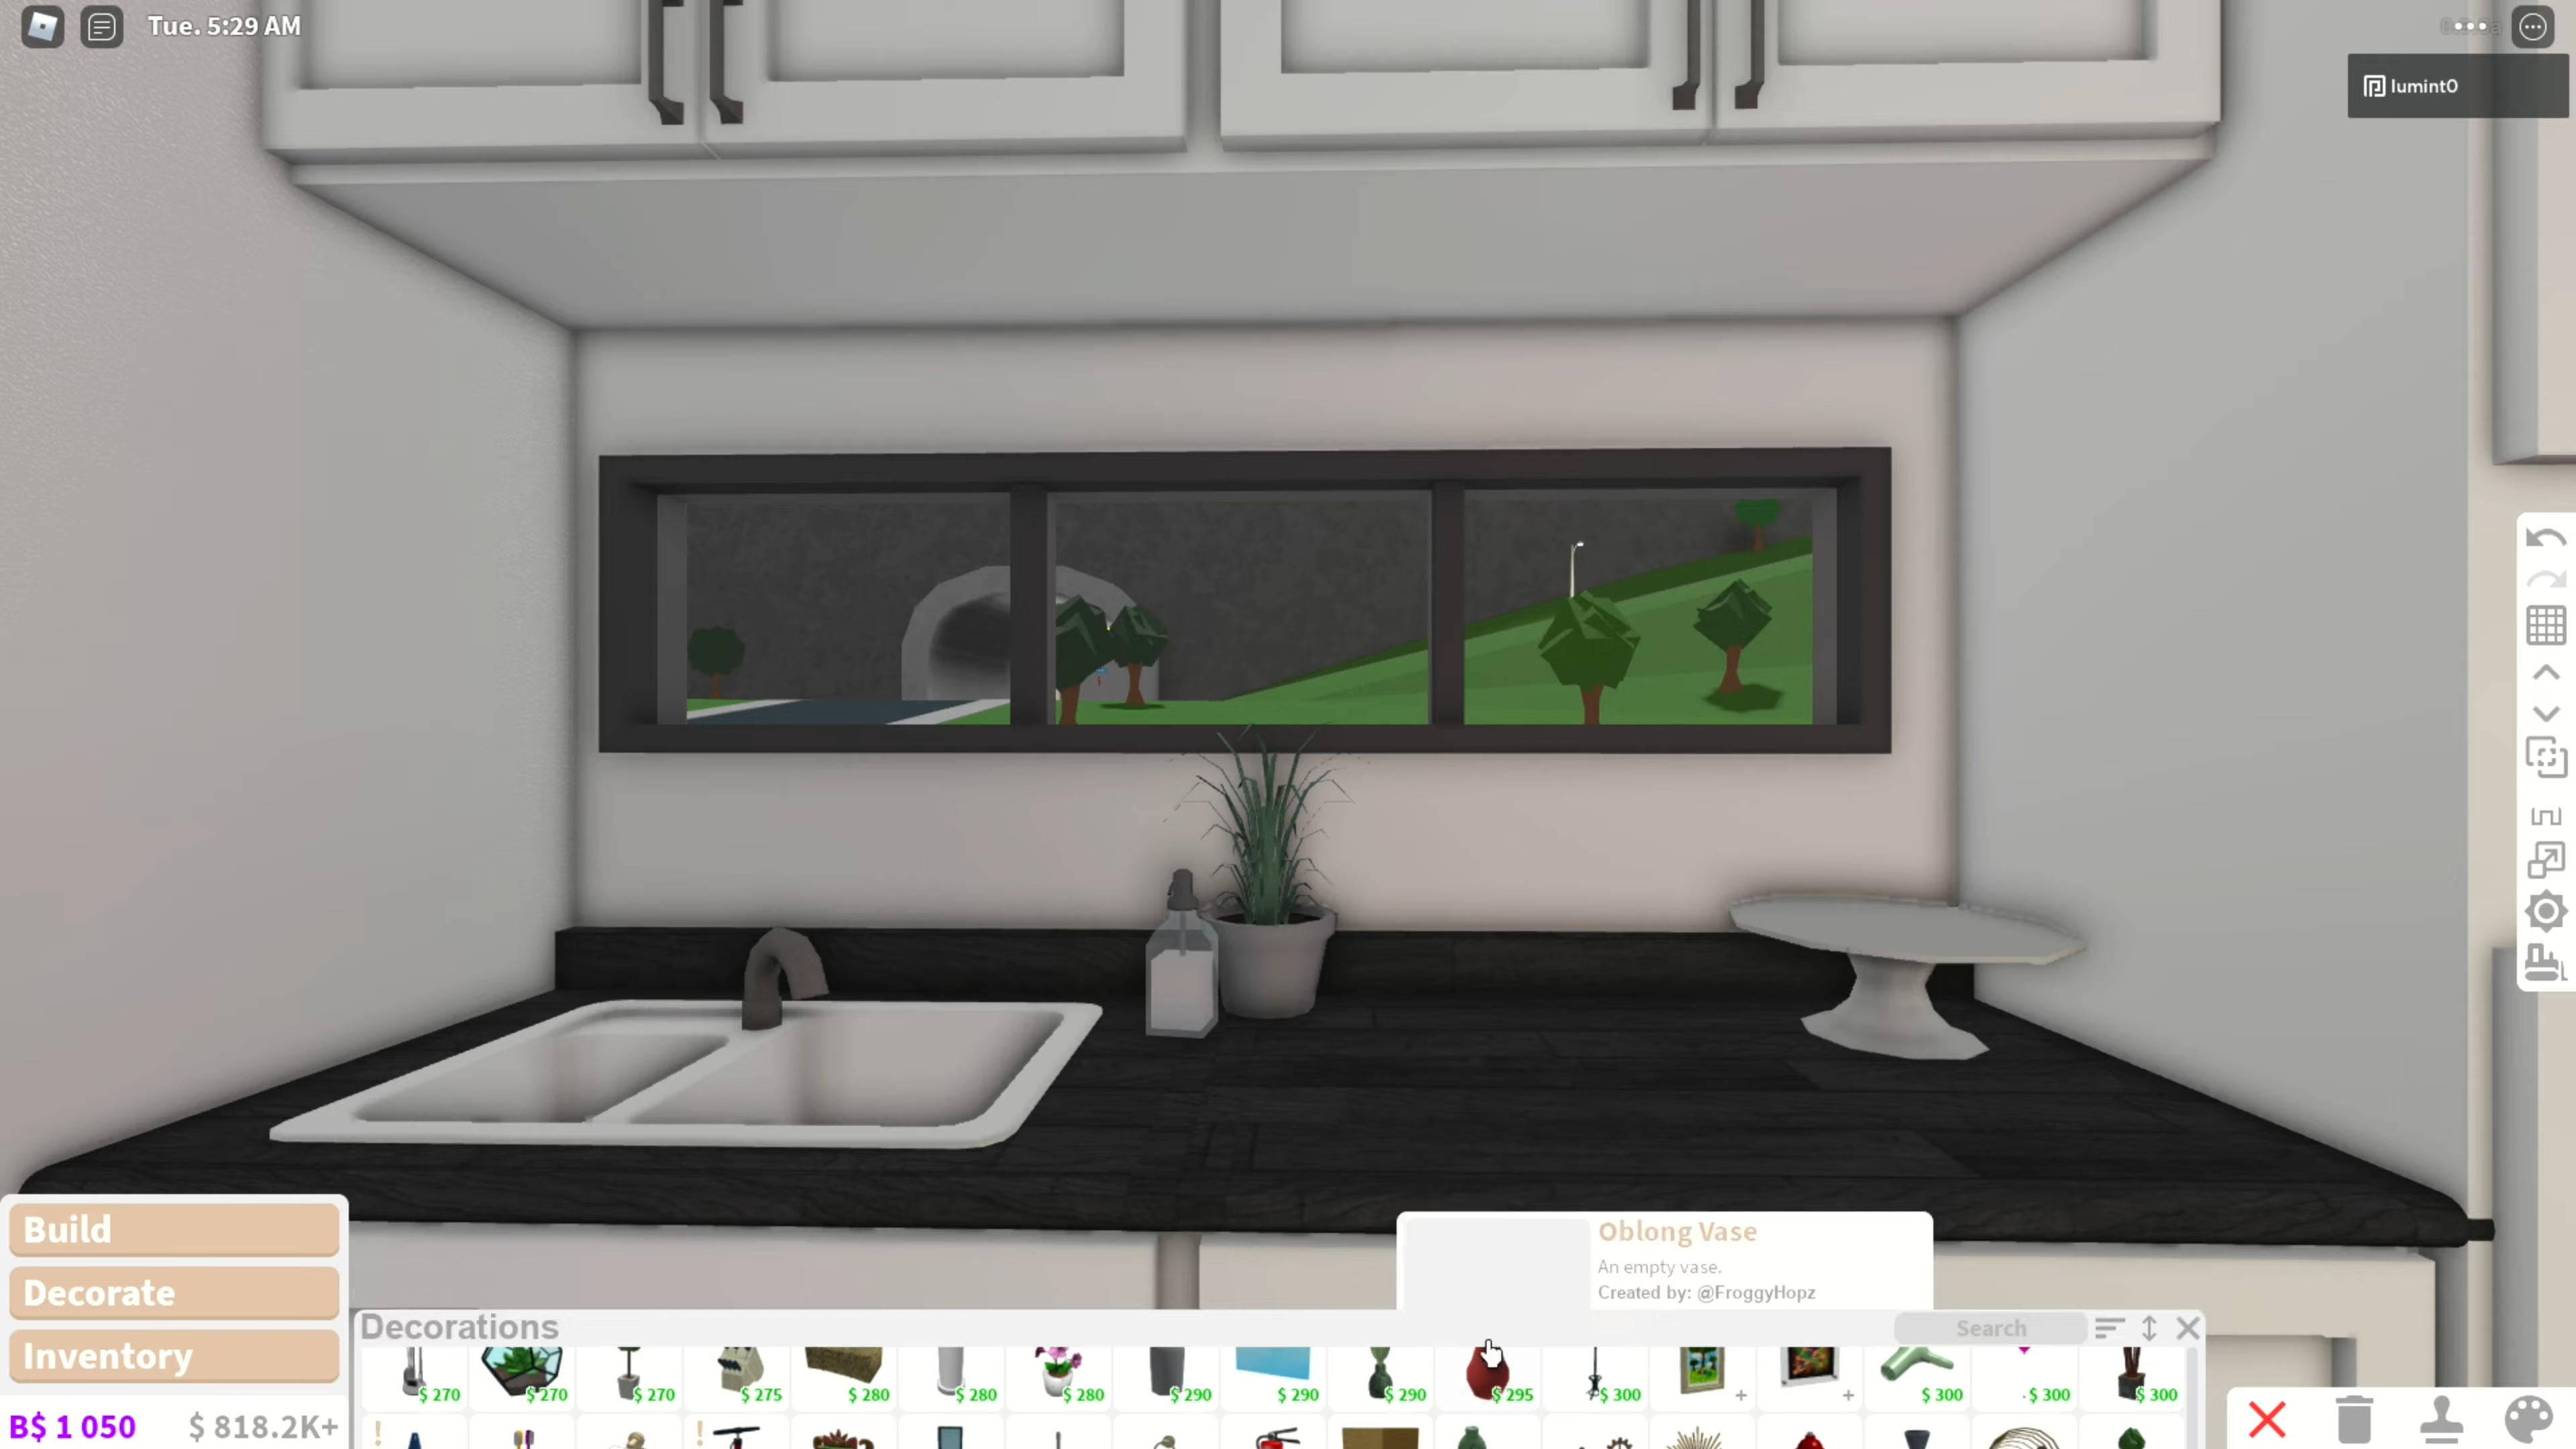 Tue. 5:29 AM
lumint0
Oblong Vase
An empty vase.
Created by: @FroggyHopz
Build
Decorate
Inventory
B$ 1 050 $ 818.2K+
Decorations
Search
$ 270 $ 270 $ 270 $ 275 $ 280 $ 280 $ 280 $ 290 $ 290 $ 290 $ 295 $ 300 + + $ 300 $ 300 $ 300
! !